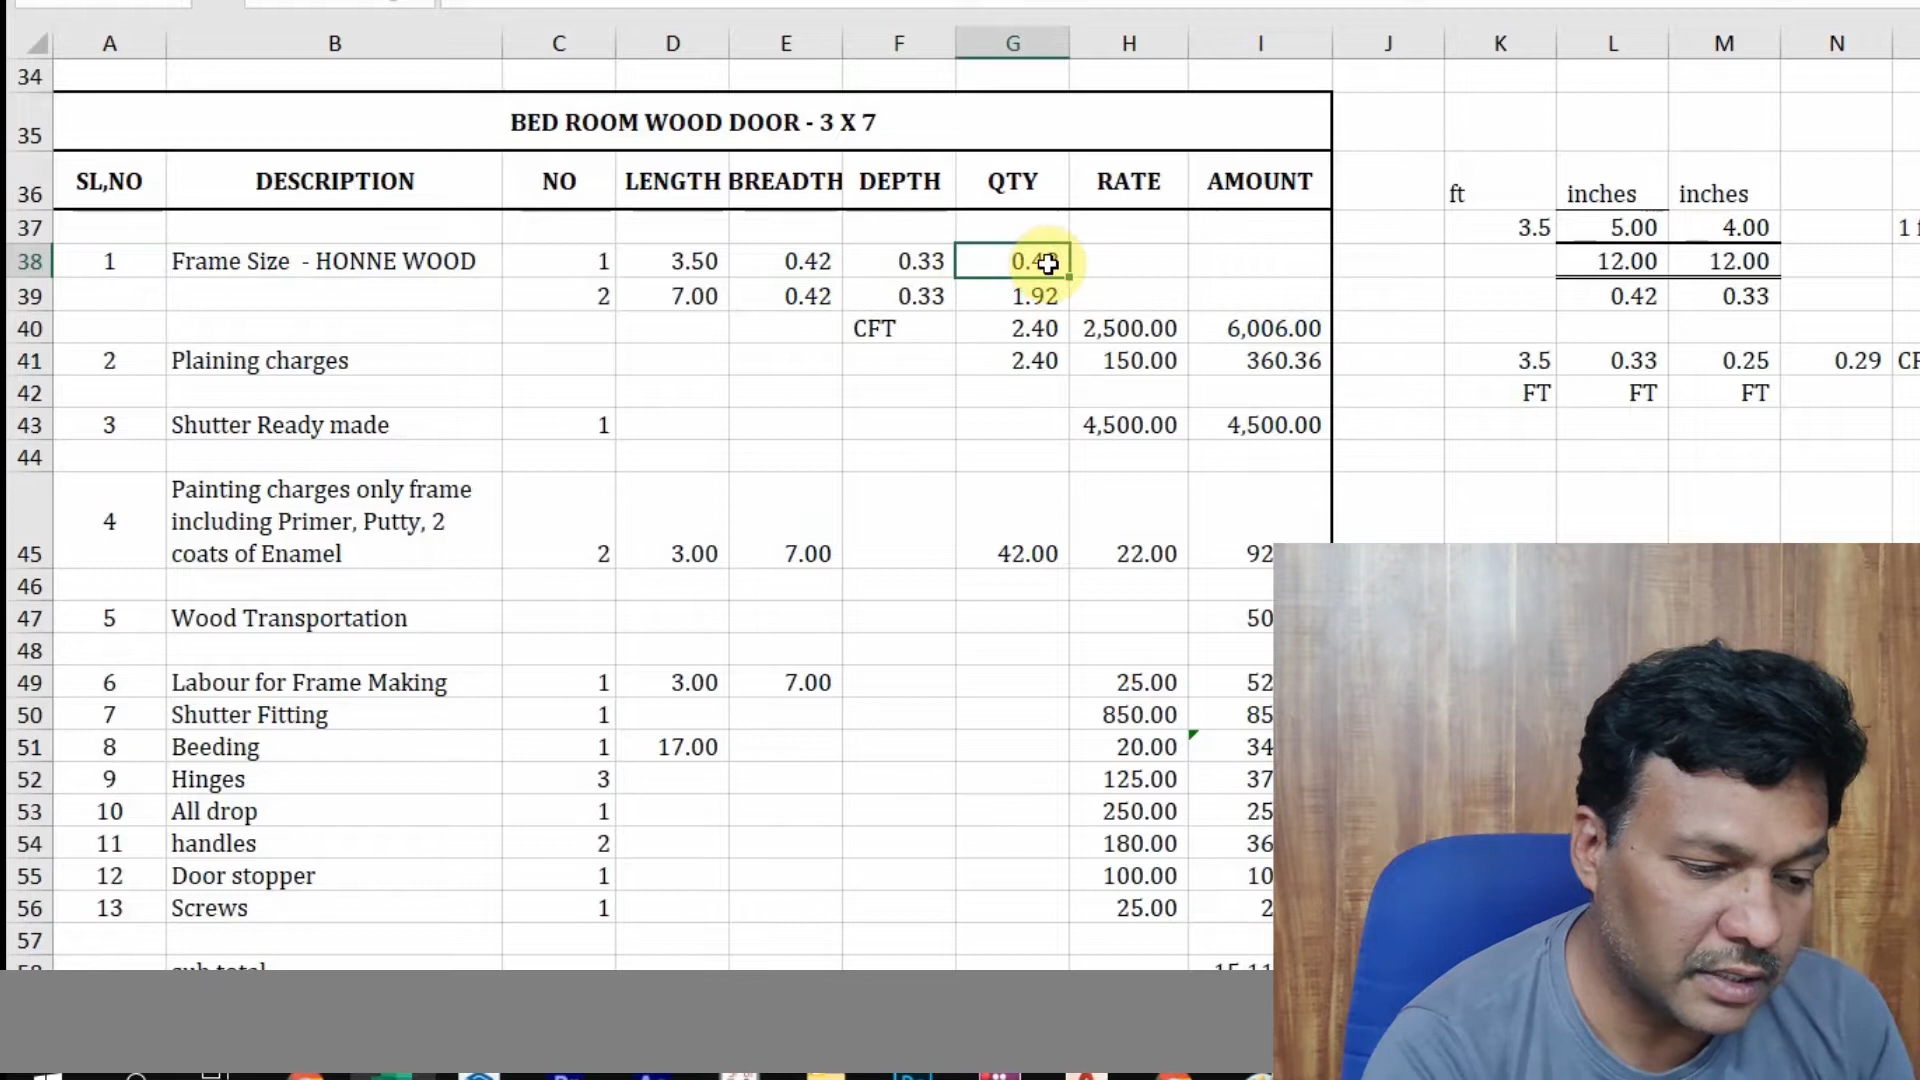 A B C D E F G H I J K L M N
34
35 BED ROOM WOOD DOOR - 3 X 7
36 SL,NO DESCRIPTION NO LENGTH BREADTH DEPTH QTY RATE AMOUNT ft inches inches
37 3.5 5.00 4.00
38 1 Frame Size - HONNE WOOD 1 3.50 0.42 0.33 12.00 12.00
39 2 7.00 0.42 0.33 1.92 0.42 0.33
40 CFT 2.40 2,500.00 6,006.00
41 2 Plaining charges 2.40 150.00 360.36 3.5 0.33 0.25 0.29
42 FT FT FT
43 3 Shutter Ready made 1 4,500.00 4,500.00
44
Painting charges only frame
4 including Primer, Putty, 2
45 coats of Enamel 2 3.00 7.00 42.00 22.00 92
46
47 5 Wood Transportation 50
48
49 6 Labour for Frame Making 1 3.00 7.00 25.00 52
50 7 Shutter Fitting 1 850.00 85
51 8 Beeding 1 17.00 20.00 34
52 9 Hinges 3 125.00 37
53 10 All drop 1 250.00 25
54 11 handles 2 180.00 36
55 12 Door stopper 1 100.00 10
56 13 Screws 1 25.00 2
57